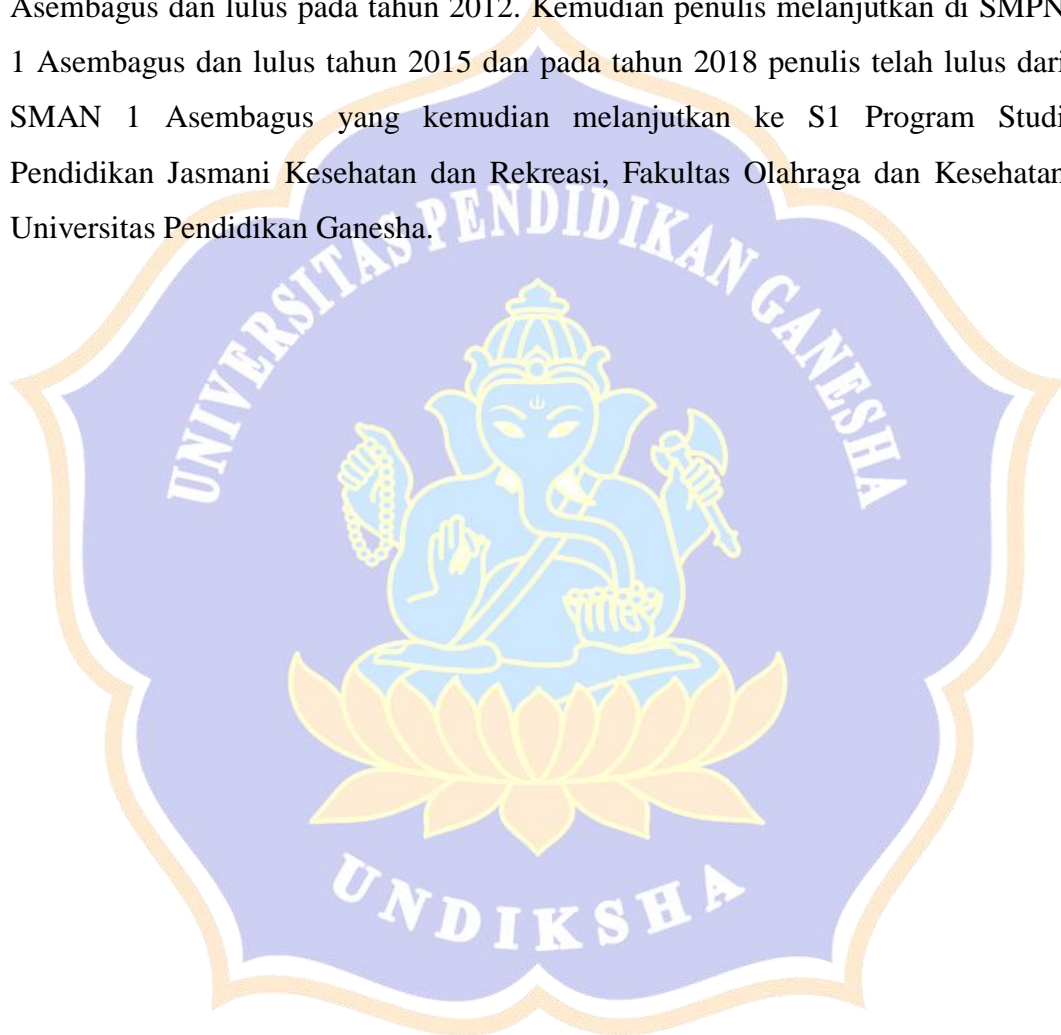 Asembagus dan lulus pada tahun 2012. Kemudian penulis melanjutkan di SMPN
1 Asembagus dan lulus tahun 2015 dan pada tahun 2018 penulis telah lulus dari
SMAN 1 Asembagus yang kemudian melanjutkan ke S1 Program Studi
Pendidikan Jasmani Kesehatan dan Rekreasi, Fakultas Olahraga dan Kesehatan
Universitas Pendidikan Ganesha.
UNIVERSITAS PENDIDIKAN GANESHA
UNDIKSHA